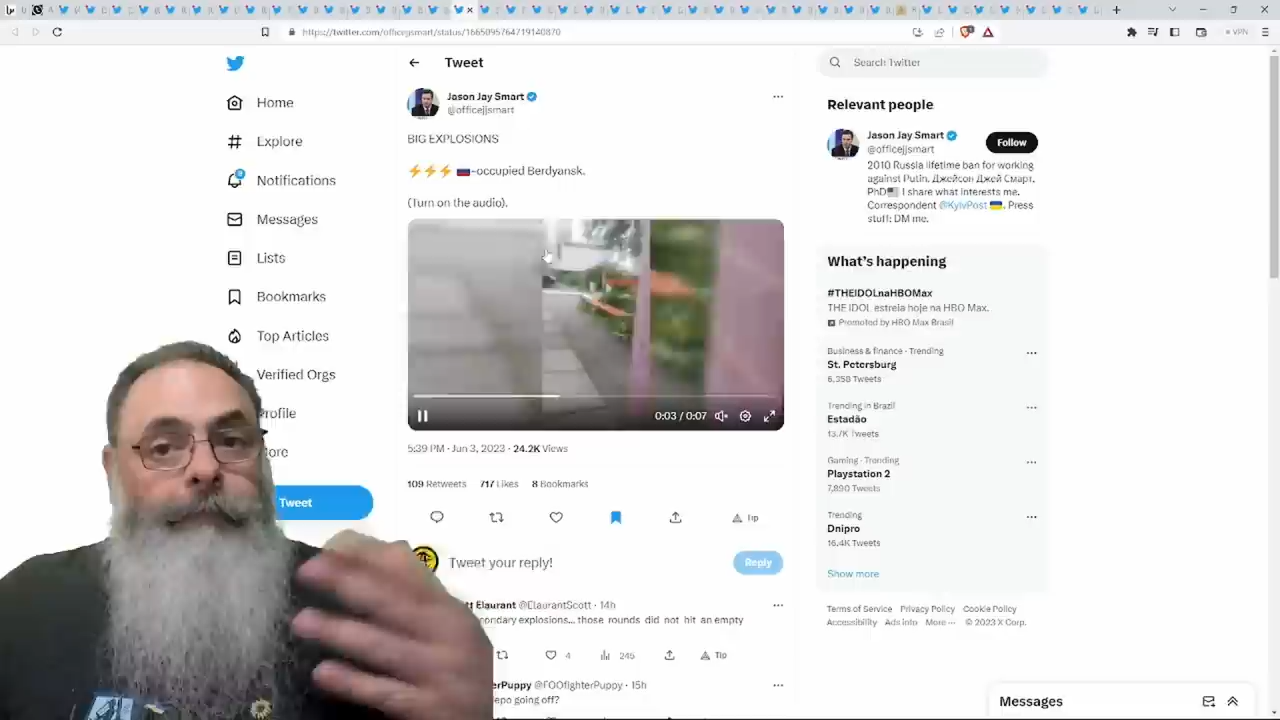 https://twitter.com/officejjsmart/status/1665095764719140870
VPN
Home
Explore
8
Notifications
Messages
Lists
Bookmarks
Top Articles
Verified Orgs
Profile
ore
Tweet
Tweet
Jason Jay Smart
@officejjsmart
BIG EXPLOSIONS
⚡⚡⚡ 🇷🇺-occupied Berdyansk.
(Turn on the audio).
0:03 / 0:07
5:39 PM · Jun 3, 2023 · 24.2K Views
109 Retweets 717 Likes 8 Bookmarks
Tip
Tweet your reply!
Reply
tt Elaurant @ElaurantScott · 14h
condary explosions... those rounds did not hit an empty
4
245
Tip
erPuppy @FOOfighterPuppy · 15h
epo going off?
Search Twitter
Relevant people
Jason Jay Smart
@officejjsmart
Follow
2010 Russia lifetime ban for working
against Putin. Джейсон Джей Смарт.
PhD🇺🇸 I share what interests me.
Correspondent @KyivPost 🇺🇦. Press
stuff: DM me.
What's happening
#THEIDOLnaHBOMax
THE IDOL estreia hoje na HBO Max.
Promoted by HBO Max Brasil
Business & finance · Trending
St. Petersburg
6,358 Tweets
Trending in Brazil
Estadão
13.7K Tweets
Gaming · Trending
Playstation 2
7,890 Tweets
Trending
Dnipro
16.4K Tweets
Show more
Terms of Service Privacy Policy Cookie Policy
Accessibility Ads info More ··· © 2023 X Corp.
Messages